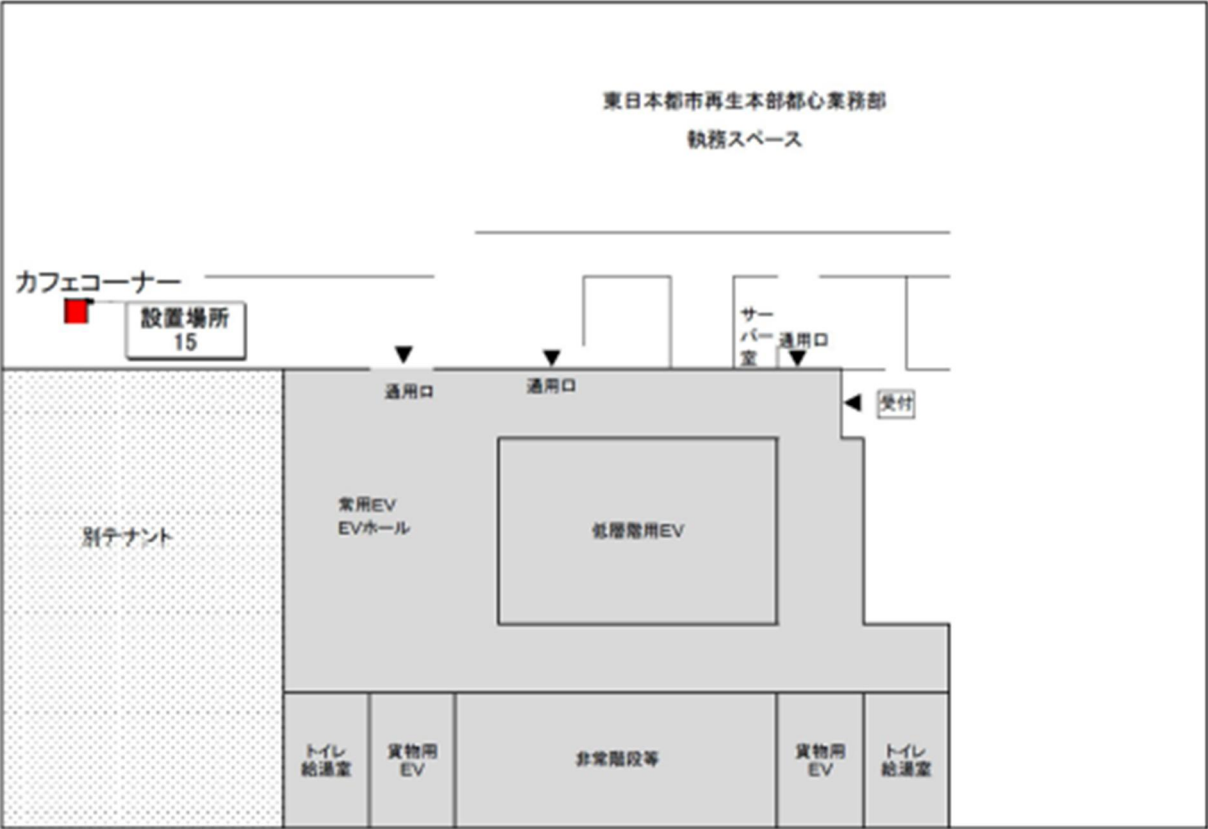 東日本都市再生本部都心業務部
執務スペース
カフェコーナー
設置場所
15
サー
バー
室
通用口
通用口
通用口
受付
別テナント
常用EV
EVホール
低層階用EV
トイレ
給湯室
貨物用
EV
非常階段等
貨物用
EV
トイレ
給湯室